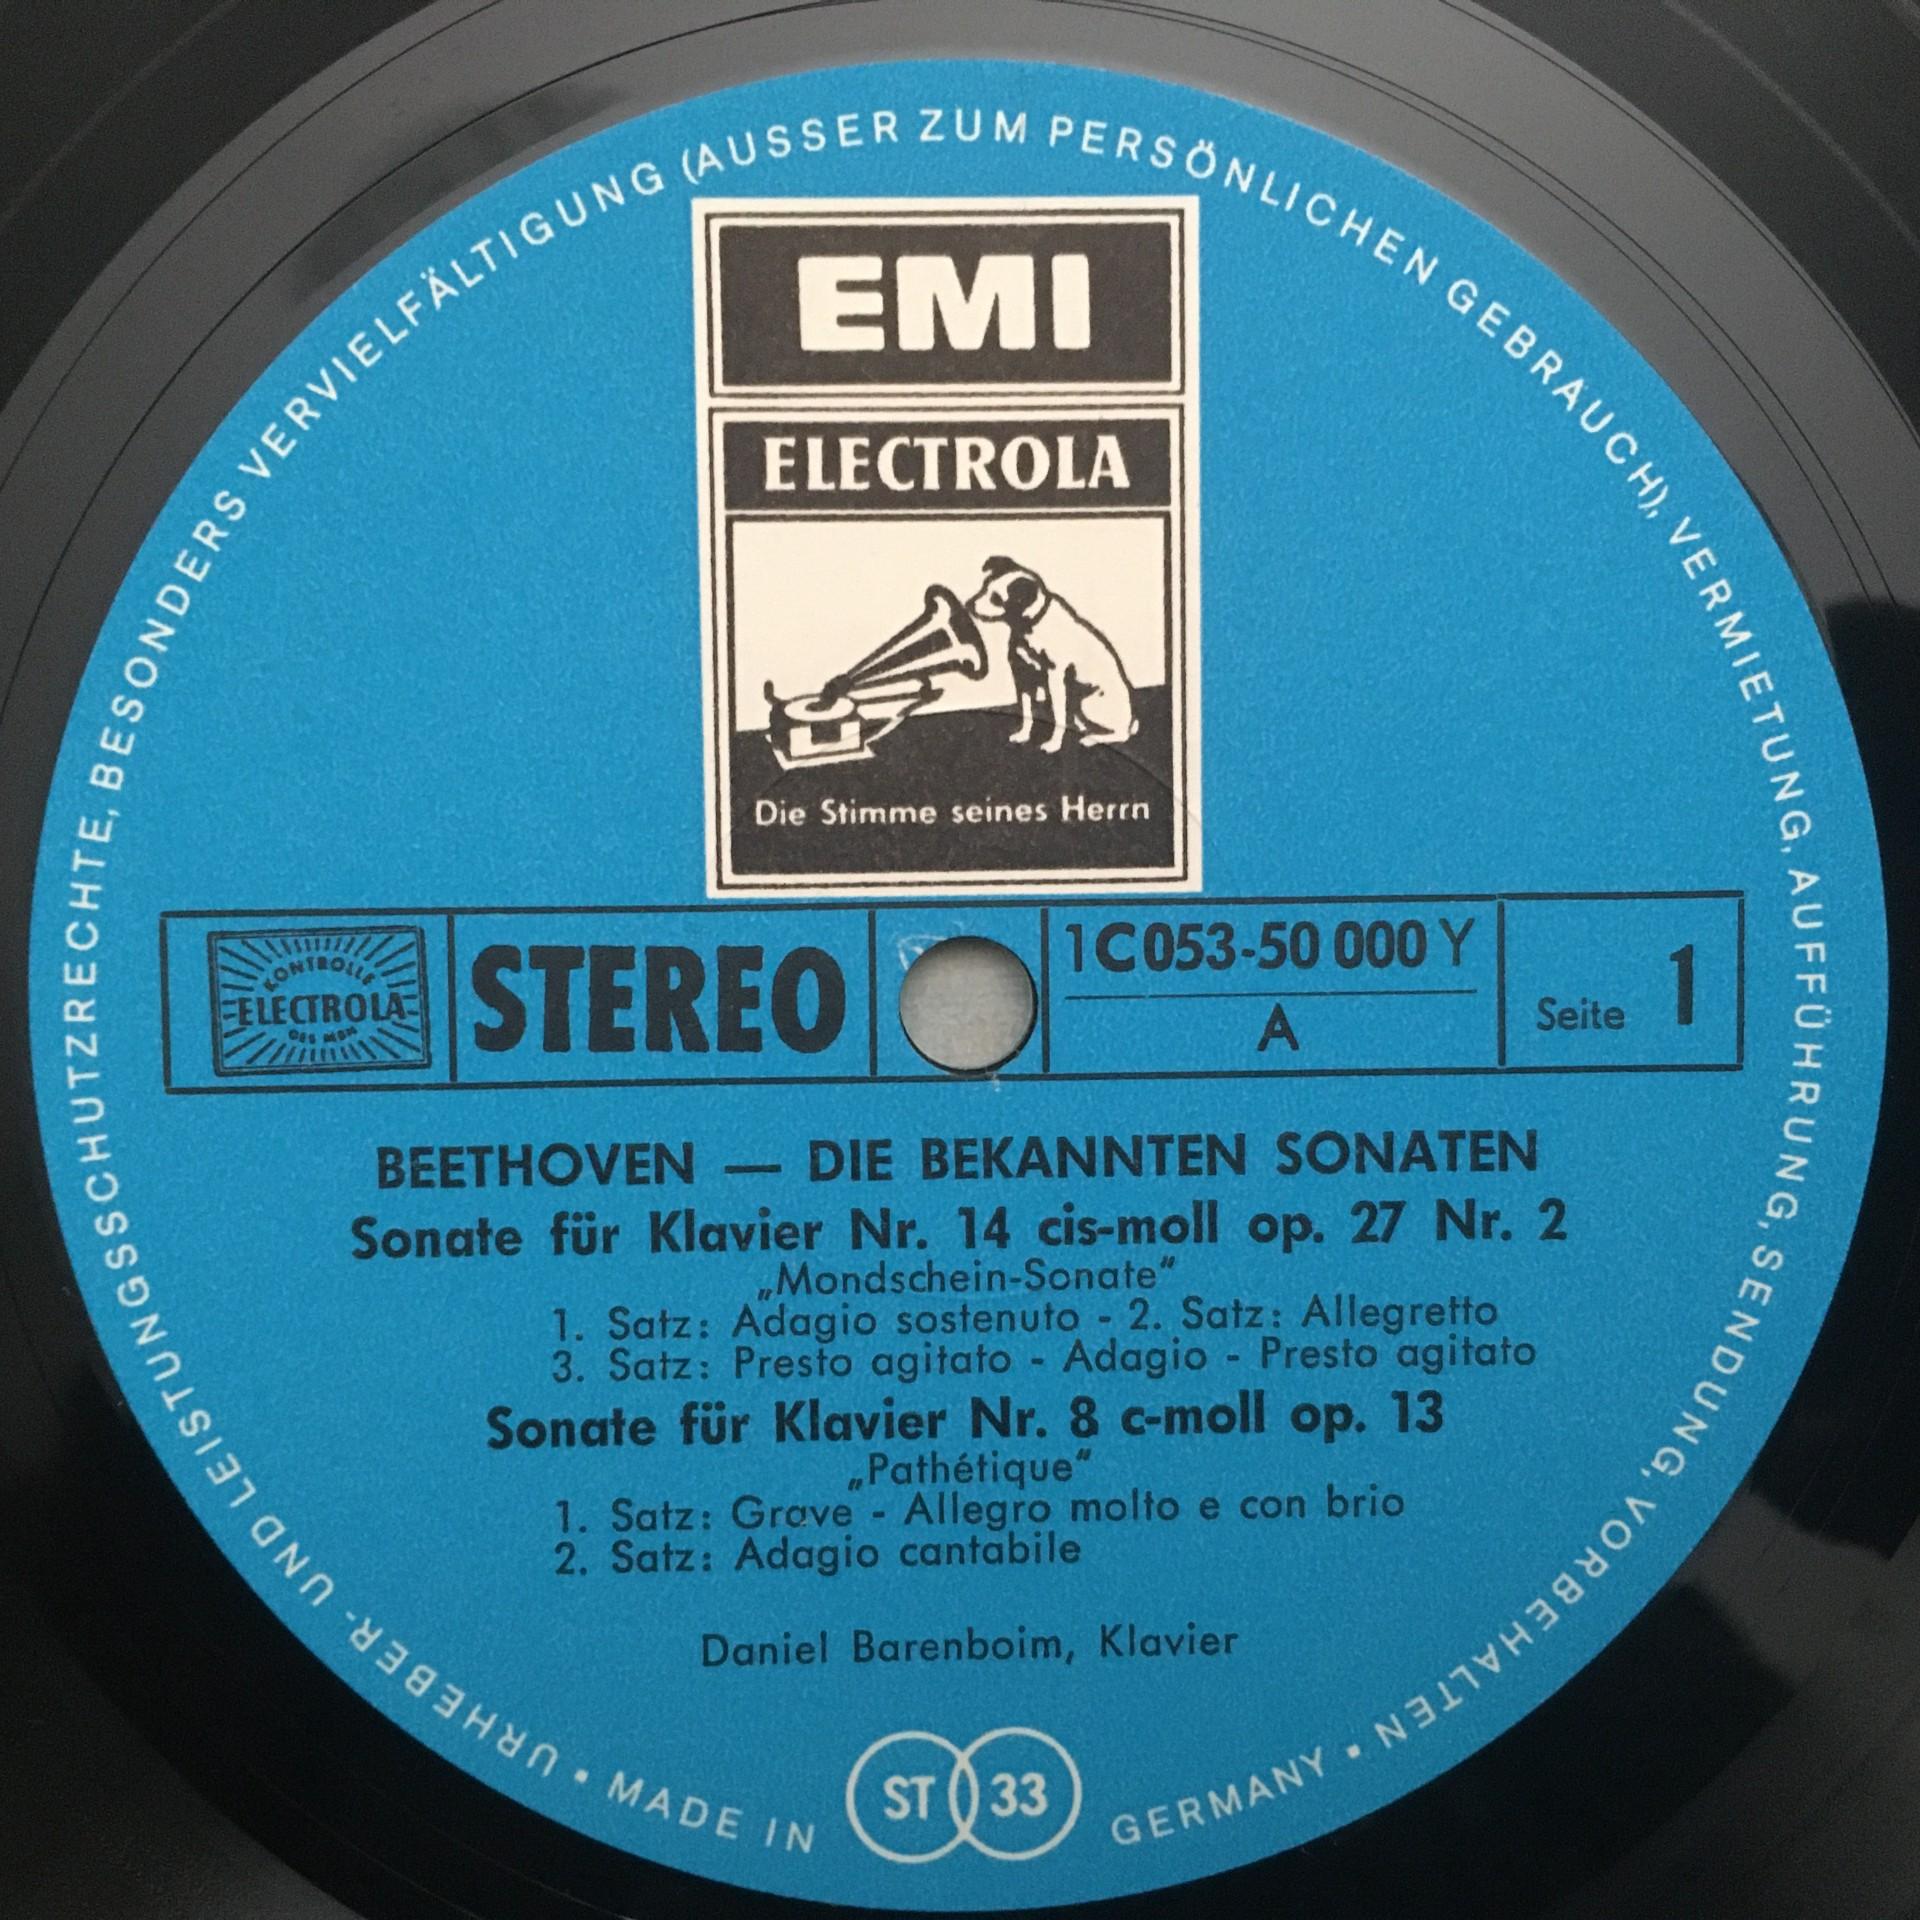 EMI
ELECTROLA
Die Stimme seines Herrn
KONTROLLE
ELECTROLA
STEREO
1C 053-50 000 Y
A
Seite 1
BEETHOVEN — DIE BEKANNTEN SONATEN
Sonate für Klavier Nr. 14 cis-moll op. 27 Nr. 2
„Mondschein-Sonate“
1. Satz: Adagio sostenuto - 2. Satz: Allegretto
3. Satz: Presto agitato - Adagio - Presto agitato
Sonate für Klavier Nr. 8 c-moll op. 13
„Pathétique“
1. Satz: Grave - Allegro molto e con brio
2. Satz: Adagio cantabile
Daniel Barenboim, Klavier
ST 33
URHEBER- UND LEISTUNGSSCHUTZRECHTE, BESONDERS VERVIELFÄLTIGUNG (AUSSER ZUM PERSÖNLICHEN GEBRAUCH), VERMIETUNG, AUFFÜHRUNG, SENDUNG, VORBEHALTEN • MADE IN GERMANY •